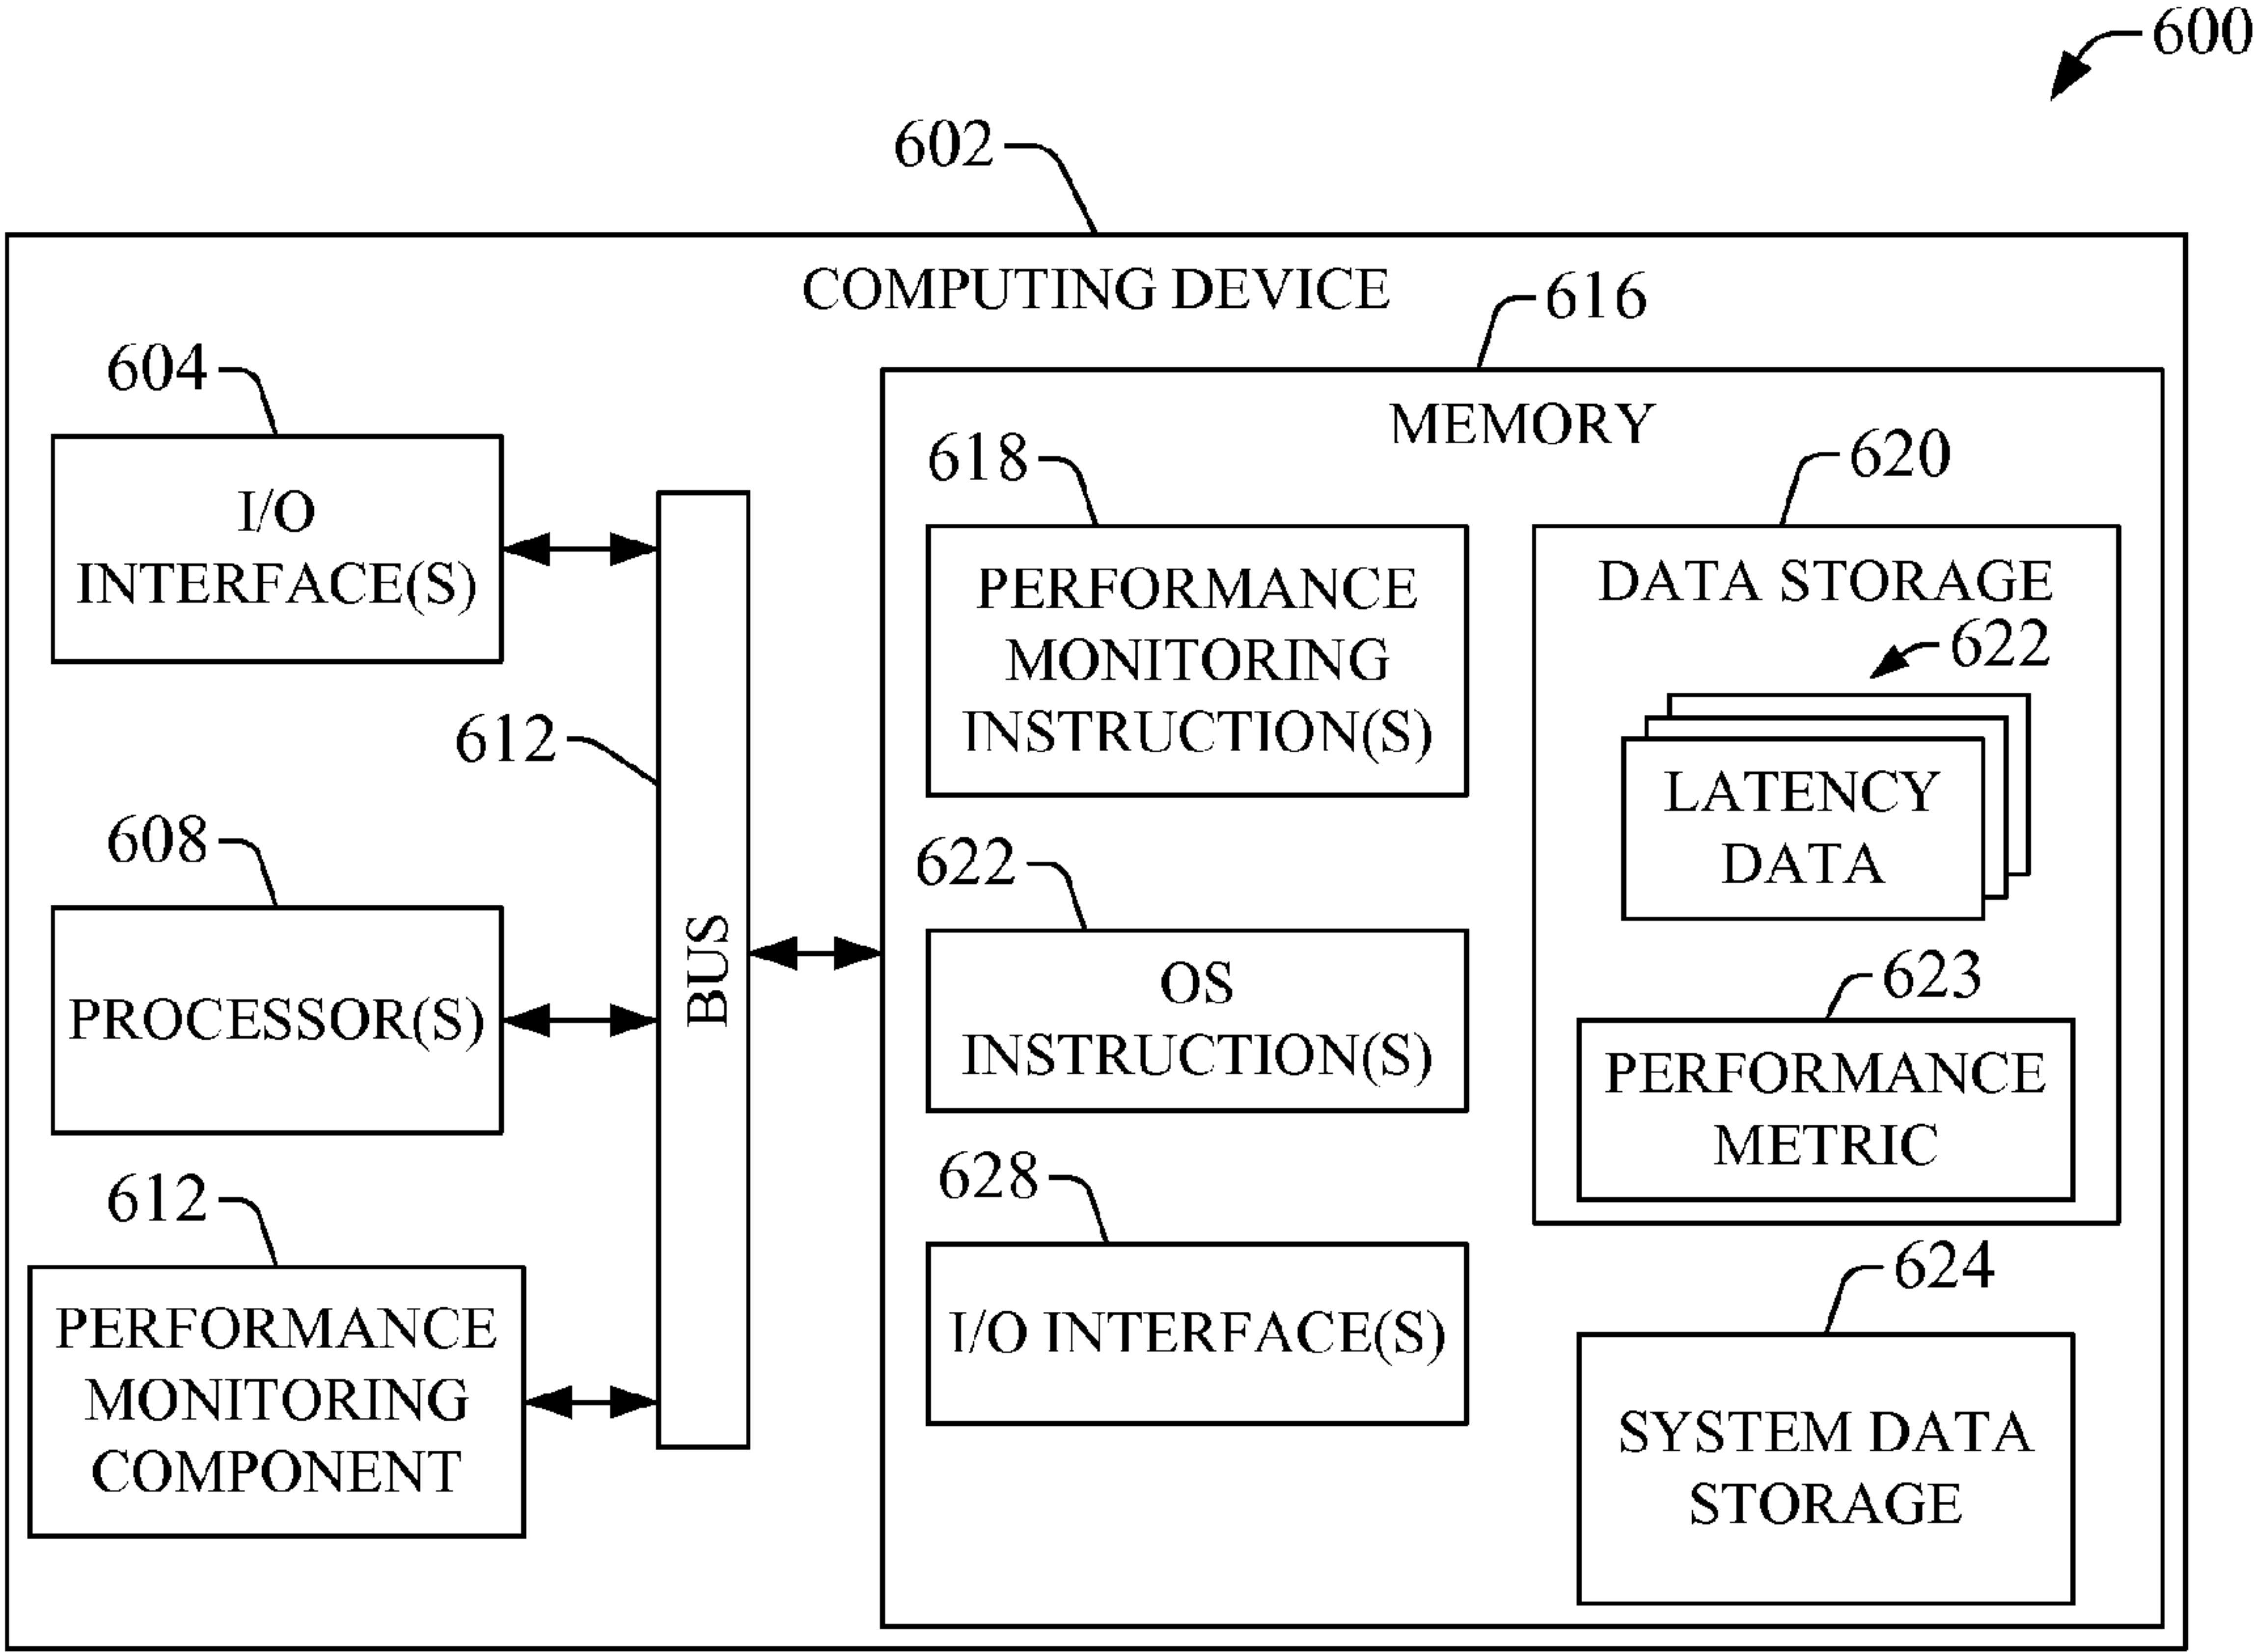 600
602
COMPUTING DEVICE
616
604
MEMORY
I/O
INTERFACE(S)
618
PERFORMANCE
MONITORING
INSTRUCTION(S)
620
DATA STORAGE
622
LATENCY
DATA
612
BUS
608
PROCESSOR(S)
622
OS
INSTRUCTION(S)
623
PERFORMANCE
METRIC
612
PERFORMANCE
MONITORING
COMPONENT
628
I/O INTERFACE(S)
624
SYSTEM DATA
STORAGE